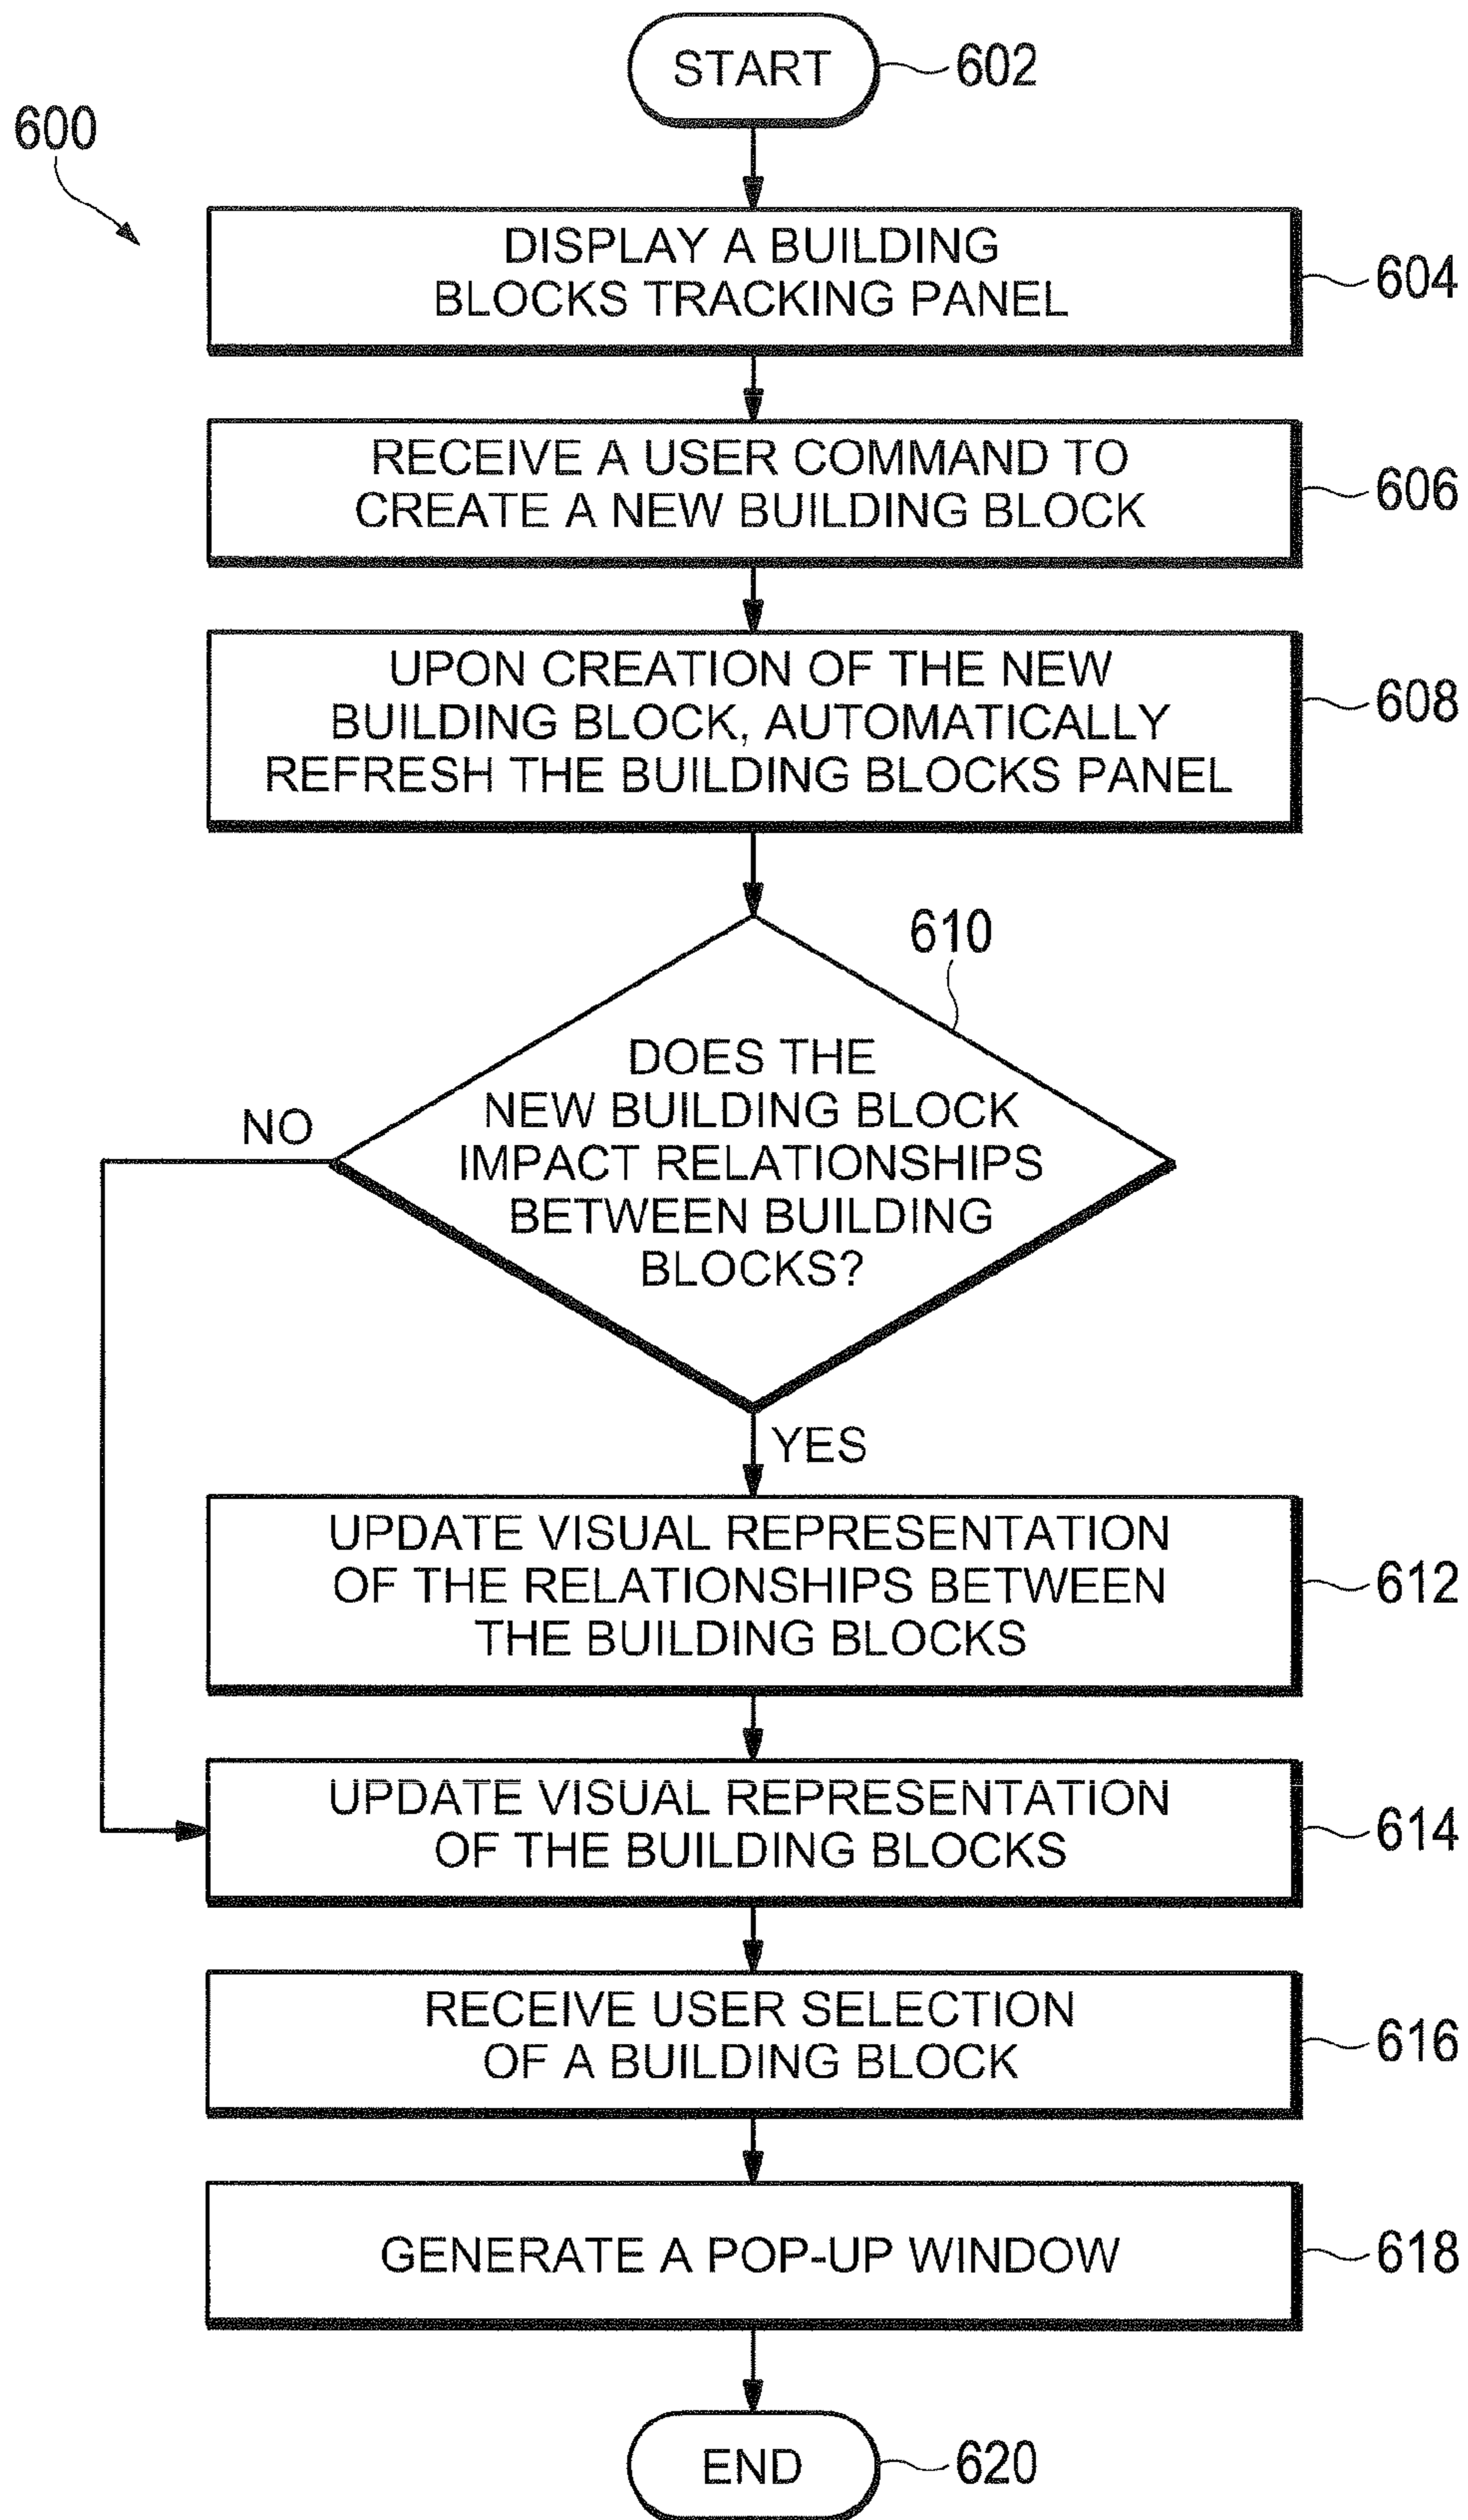 START
602
600
DISPLAY A BUILDING
BLOCKS TRACKING PANEL
604
RECEIVE A USER COMMAND TO
CREATE A NEW BUILDING BLOCK
606
UPON CREATION OF THE NEW
BUILDING BLOCK, AUTOMATICALLY
REFRESH THE BUILDING BLOCKS PANEL
608
610
DOES THE
NEW BUILDING BLOCK
IMPACT RELATIONSHIPS
BETWEEN BUILDING
BLOCKS?
NO
YES
UPDATE VISUAL REPRESENTATION
OF THE RELATIONSHIPS BETWEEN
THE BUILDING BLOCKS
612
UPDATE VISUAL REPRESENTATION
OF THE BUILDING BLOCKS
614
RECEIVE USER SELECTION
OF A BUILDING BLOCK
616
GENERATE A POP-UP WINDOW
618
END
620